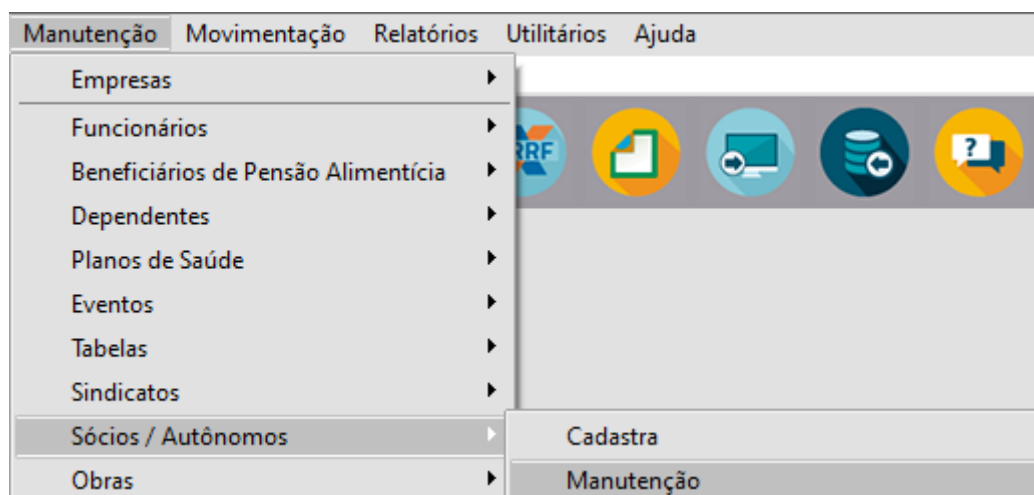 Manutenção Movimentação Relatórios Utilitários Ajuda
Empresas
RRF
?
Funcionários
Beneficiários de Pensão Alimentícia
Dependentes
Planos de Saúde
Eventos
Tabelas
Sindicatos
Sócios / Autônomos
Cadastra
Obras
Manutenção